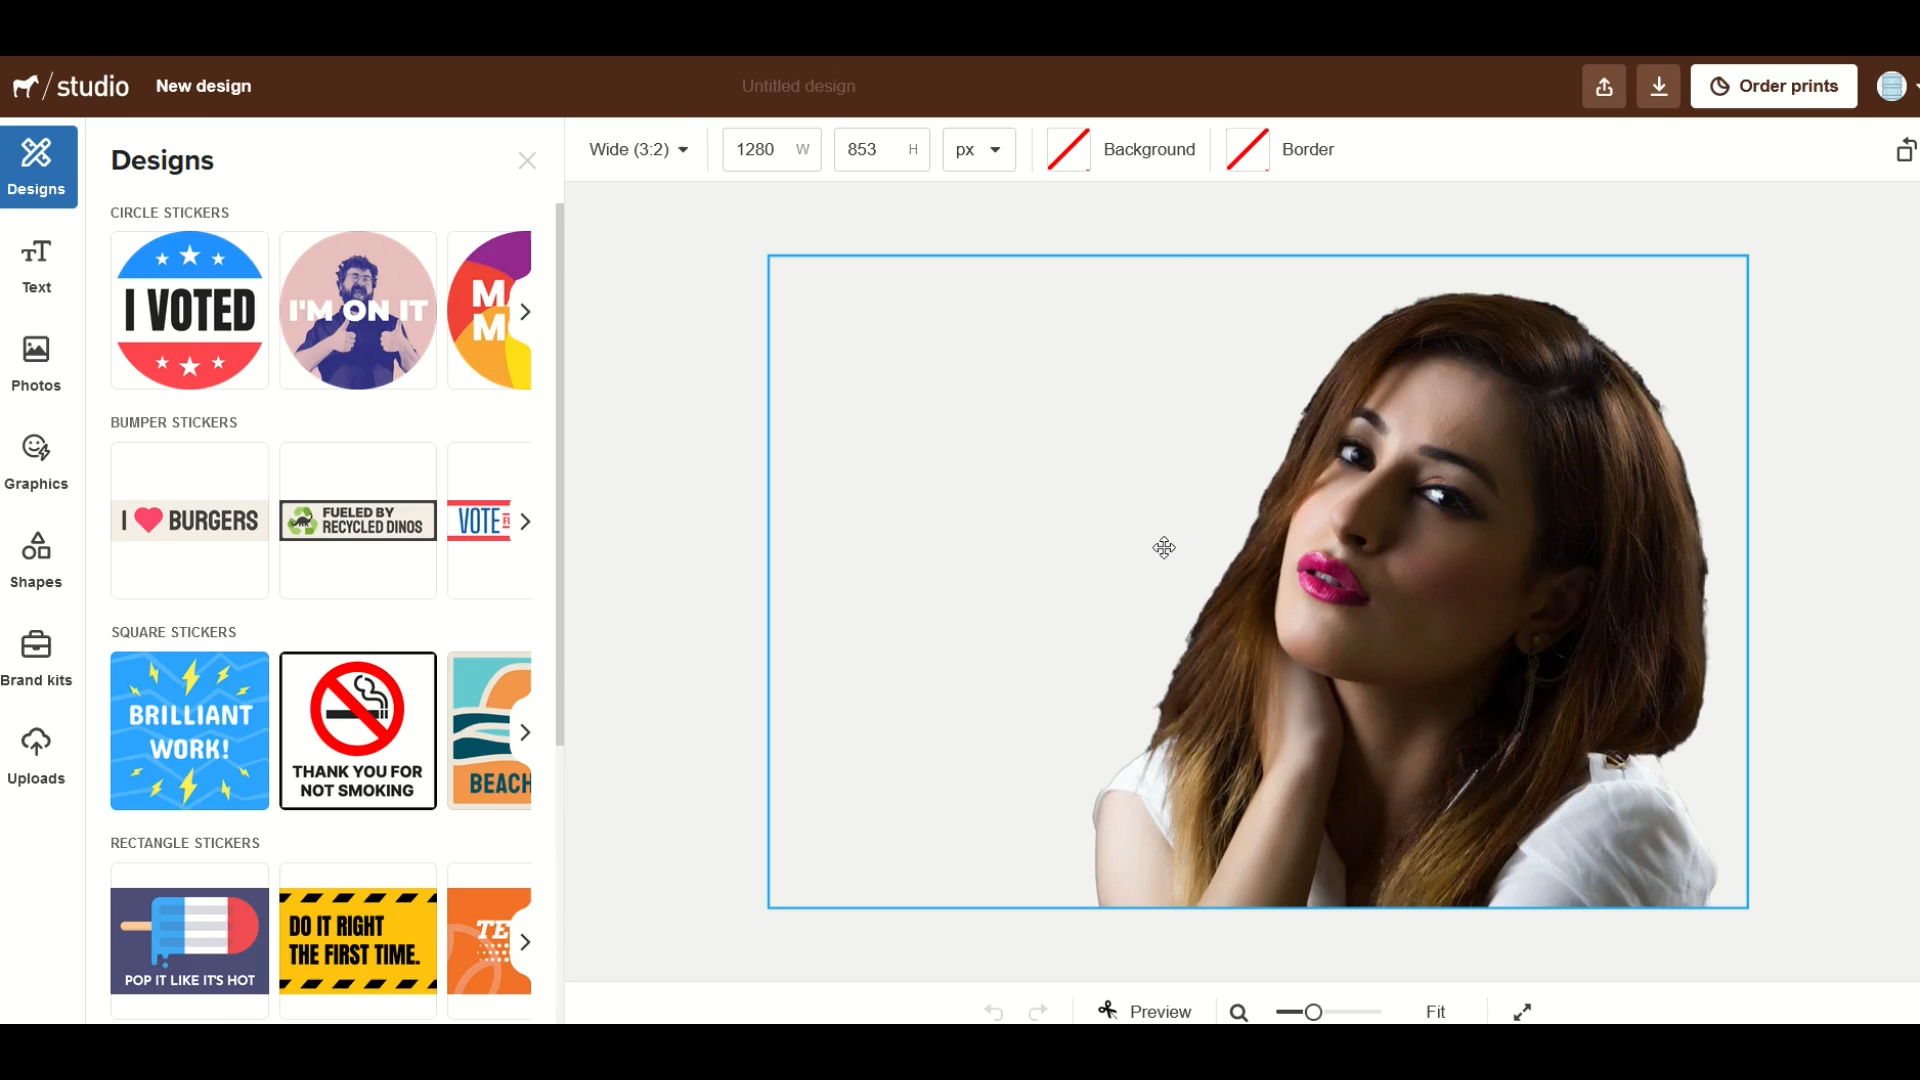 studio
New design
Untitled design
Order prints
Designs
Text
Photos
Graphics
Shapes
Brand kits
Uploads
Designs
CIRCLE STICKERS
I VOTED
I'M ON IT
BUMPER STICKERS
I BURGERS
FUELED BY
RECYCLED DINOS
VOTE
SQUARE STICKERS
BRILLIANT
WORK!
THANK YOU FOR
NOT SMOKING
BEACH
RECTANGLE STICKERS
POP IT LIKE IT'S HOT
DO IT RIGHT
THE FIRST TIME.
TE
Wide (3:2)
1280 W
853 H
px
Background
Border
Preview
Fit